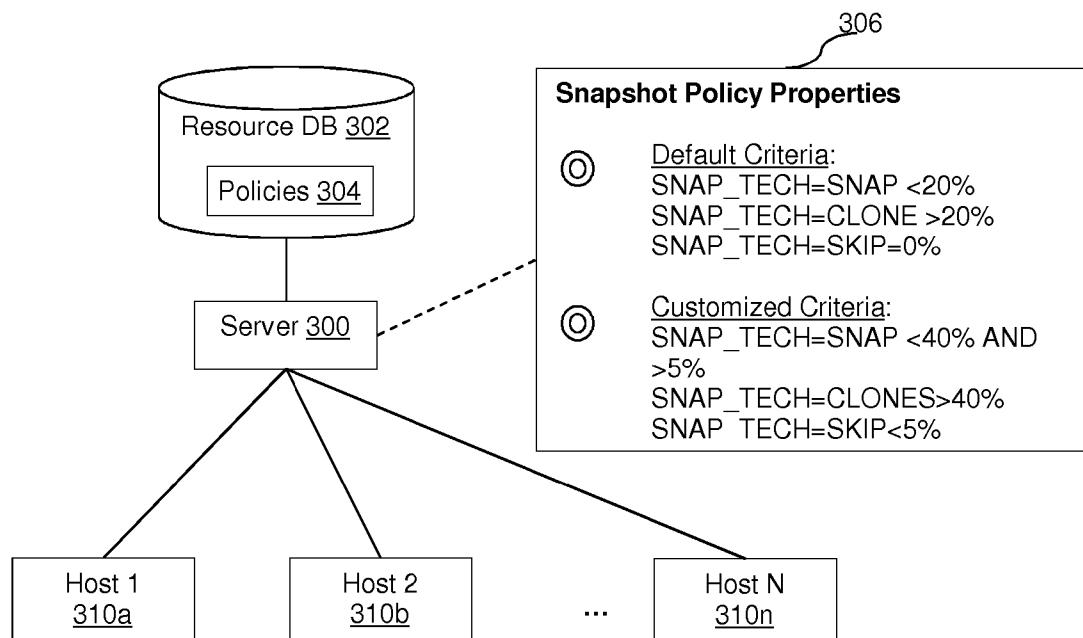 306
Resource DB 302
Policies 304
Server 300
Snapshot Policy Properties
Default Criteria:
SNAP_TECH=SNAP <20%
SNAP_TECH=CLONE >20%
SNAP_TECH=SKIP=0%
Customized Criteria:
SNAP_TECH=SNAP <40% AND
>5%
SNAP_TECH=CLONES>40%
SNAP_TECH=SKIP<5%
Host 1
310a
Host 2
310b
...
Host N
310n